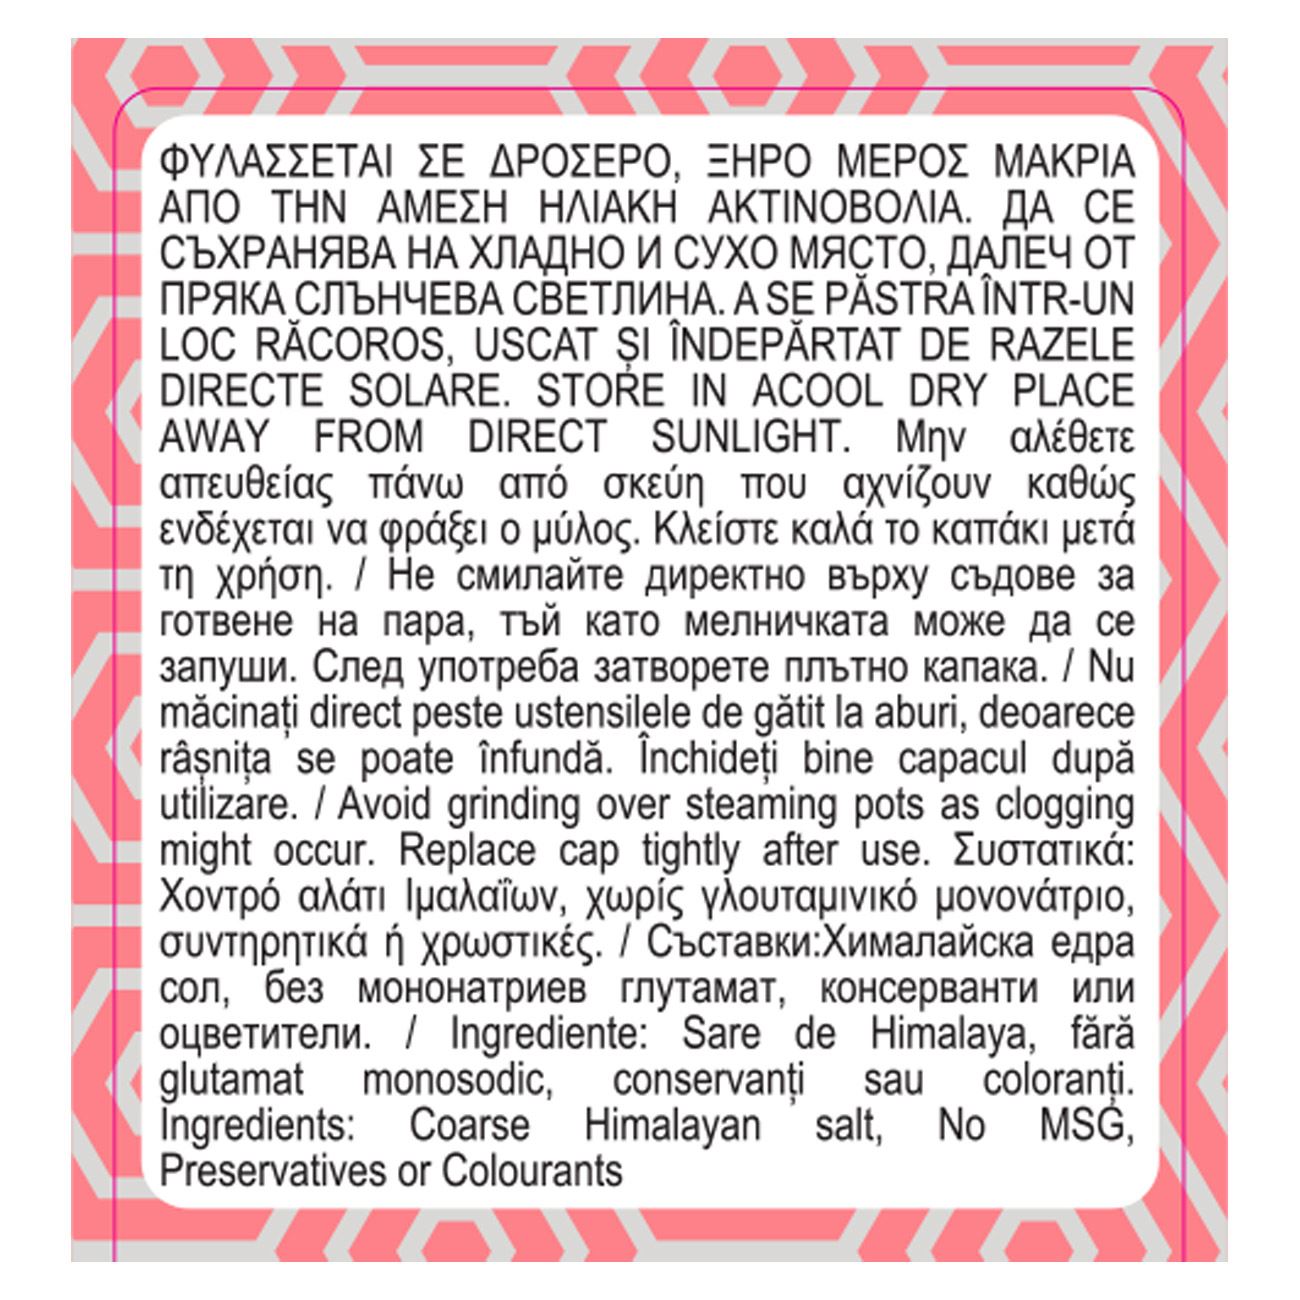 ΦΥΛΑΣΣΕΤΑΙ ΣΕ ΔΡΟΣΕΡΟ, ΞΗΡΟ ΜΕΡΟΣ ΜΑΚΡΙΑ
ΑΠΟ ΤΗΝ ΑΜΕΣΗ ΗΛΙΑΚΗ ΑΚΤΙΝΟΒΟΛΙΑ. ДА СЕ
СЪХРАНЯВА НА ХЛАДНО И СУХО МЯСТО, ДАЛЕЧ ОТ
ПРЯКА СЛЪНЧЕВА СВЕТЛИНА. A SE PĂSTRA ÎNTR-UN
LOC RĂCOROS, USCAT ȘI ÎNDEPĂRTAT DE RAZELE
DIRECTE SOLARE. STORE IN ACOOL DRY PLACE
AWAY FROM DIRECT SUNLIGHT. Μην αλέθετε
απευθείας πάνω από σκεύη που αχνίζουν καθώς
ενδέχεται να φράξει ο μύλος. Κλείστε καλά το καπάκι μετά
τη χρήση. / Не смилайте директно върху съдове за
готвене на пара, тъй като мелничката може да се
запуши. След употреба затворете плътно капака. / Nu
măcinați direct peste ustensilele de gătit la aburi, deoarece
râșnița se poate înfundă. Închideți bine capacul după
utilizare. / Avoid grinding over steaming pots as clogging
might occur. Replace cap tightly after use. Συστατικά:
Χοντρό αλάτι Ιμαλαΐων, χωρίς γλουταμινικό μονονάτριο,
συντηρητικά ή χρωστικές. / Съставки:Хималайска едра
сол, без мононатриев глутамат, консерванти или
оцветители. / Ingrediente: Sare de Himalaya, fără
glutamat monosodic, conservanți sau coloranți.
Ingredients: Coarse Himalayan salt, No MSG,
Preservatives or Colourants